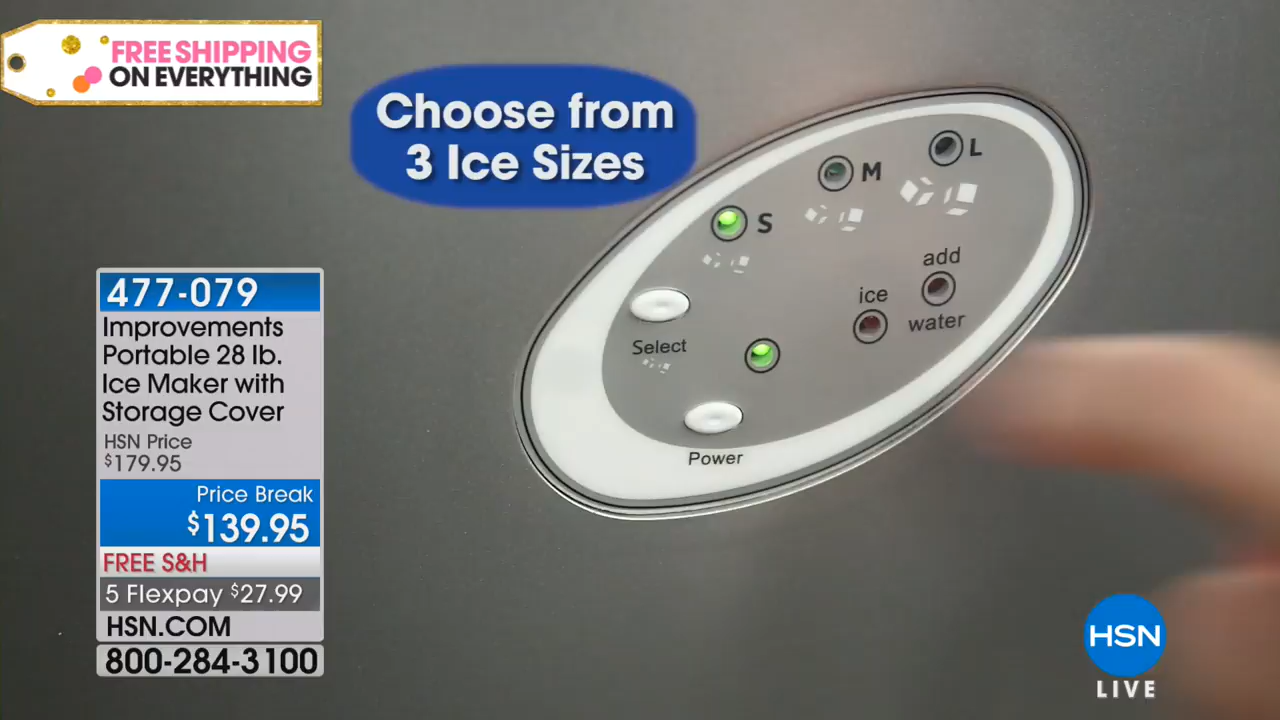 FREE SHIPPING
ON EVERYTHING
Choose from
3 Ice Sizes
S
M
L
add
water
ice
Select
Power
477-079
Improvements
Portable 28 lb.
Ice Maker with
Storage Cover
HSN Price
$179.95
Price Break
$139.95
FREE S&H
5 Flexpay $27.99
HSN.COM
800-284-3100
HSN
LIVE